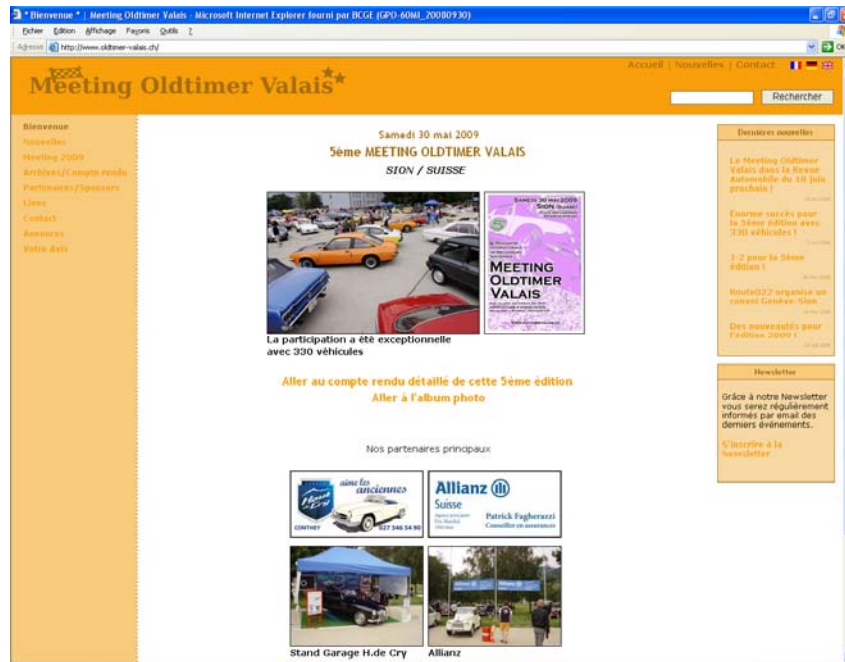 * Bienvenue * | Meeting Oldtimer Valais - Microsoft Internet Explorer fourni par BCGE (GPO-60MI_20080930)
Fichier Edition Affichage Favoris Outils ?
Adresse http://www.oldtimer-valais.ch/ OK
Accueil | Nouvelles | Contact
Meeting Oldtimer Valais
Rechercher
Bienvenue
Nouvelles
Meeting 2009
Archives/Compte rendu
Partenaires/Sponsors
Liens
Contact
Annonces
Votre Avis
Samedi 30 mai 2009
5ème MEETING OLDTIMER VALAIS
SION / SUISSE
SAMEDI 30 MAI 2009
SION (SUISSE)
MEETING
OLDTIMER
VALAIS
La participation a été exceptionnelle
avec 330 véhicules
Aller au compte rendu détaillé de cette 5ème édition
Aller à l'album photo
Nos partenaires principaux
aime les
anciennes
CONTHEY
027 346 54 90
Allianz
Suisse
Patrick Fagherazzi
Conseiller en assurances
Stand Garage H.de Cry
Allianz
Dernières nouvelles
Le Meeting Oldtimer
Valais dans la Revue
Automobile du 18 juin
prochain !
Enorme succès pour
la 5ème édition avec
330 véhicules !
J-2 pour la 5ème
édition !
Route022 organise un
convoi Genève-Sion
Des nouveautés pour
l'édition 2009 !
Newsletter
Grâce à notre Newsletter
vous serez régulièrement
informés par email des
derniers événements.
S'inscrire à la
Newsletter